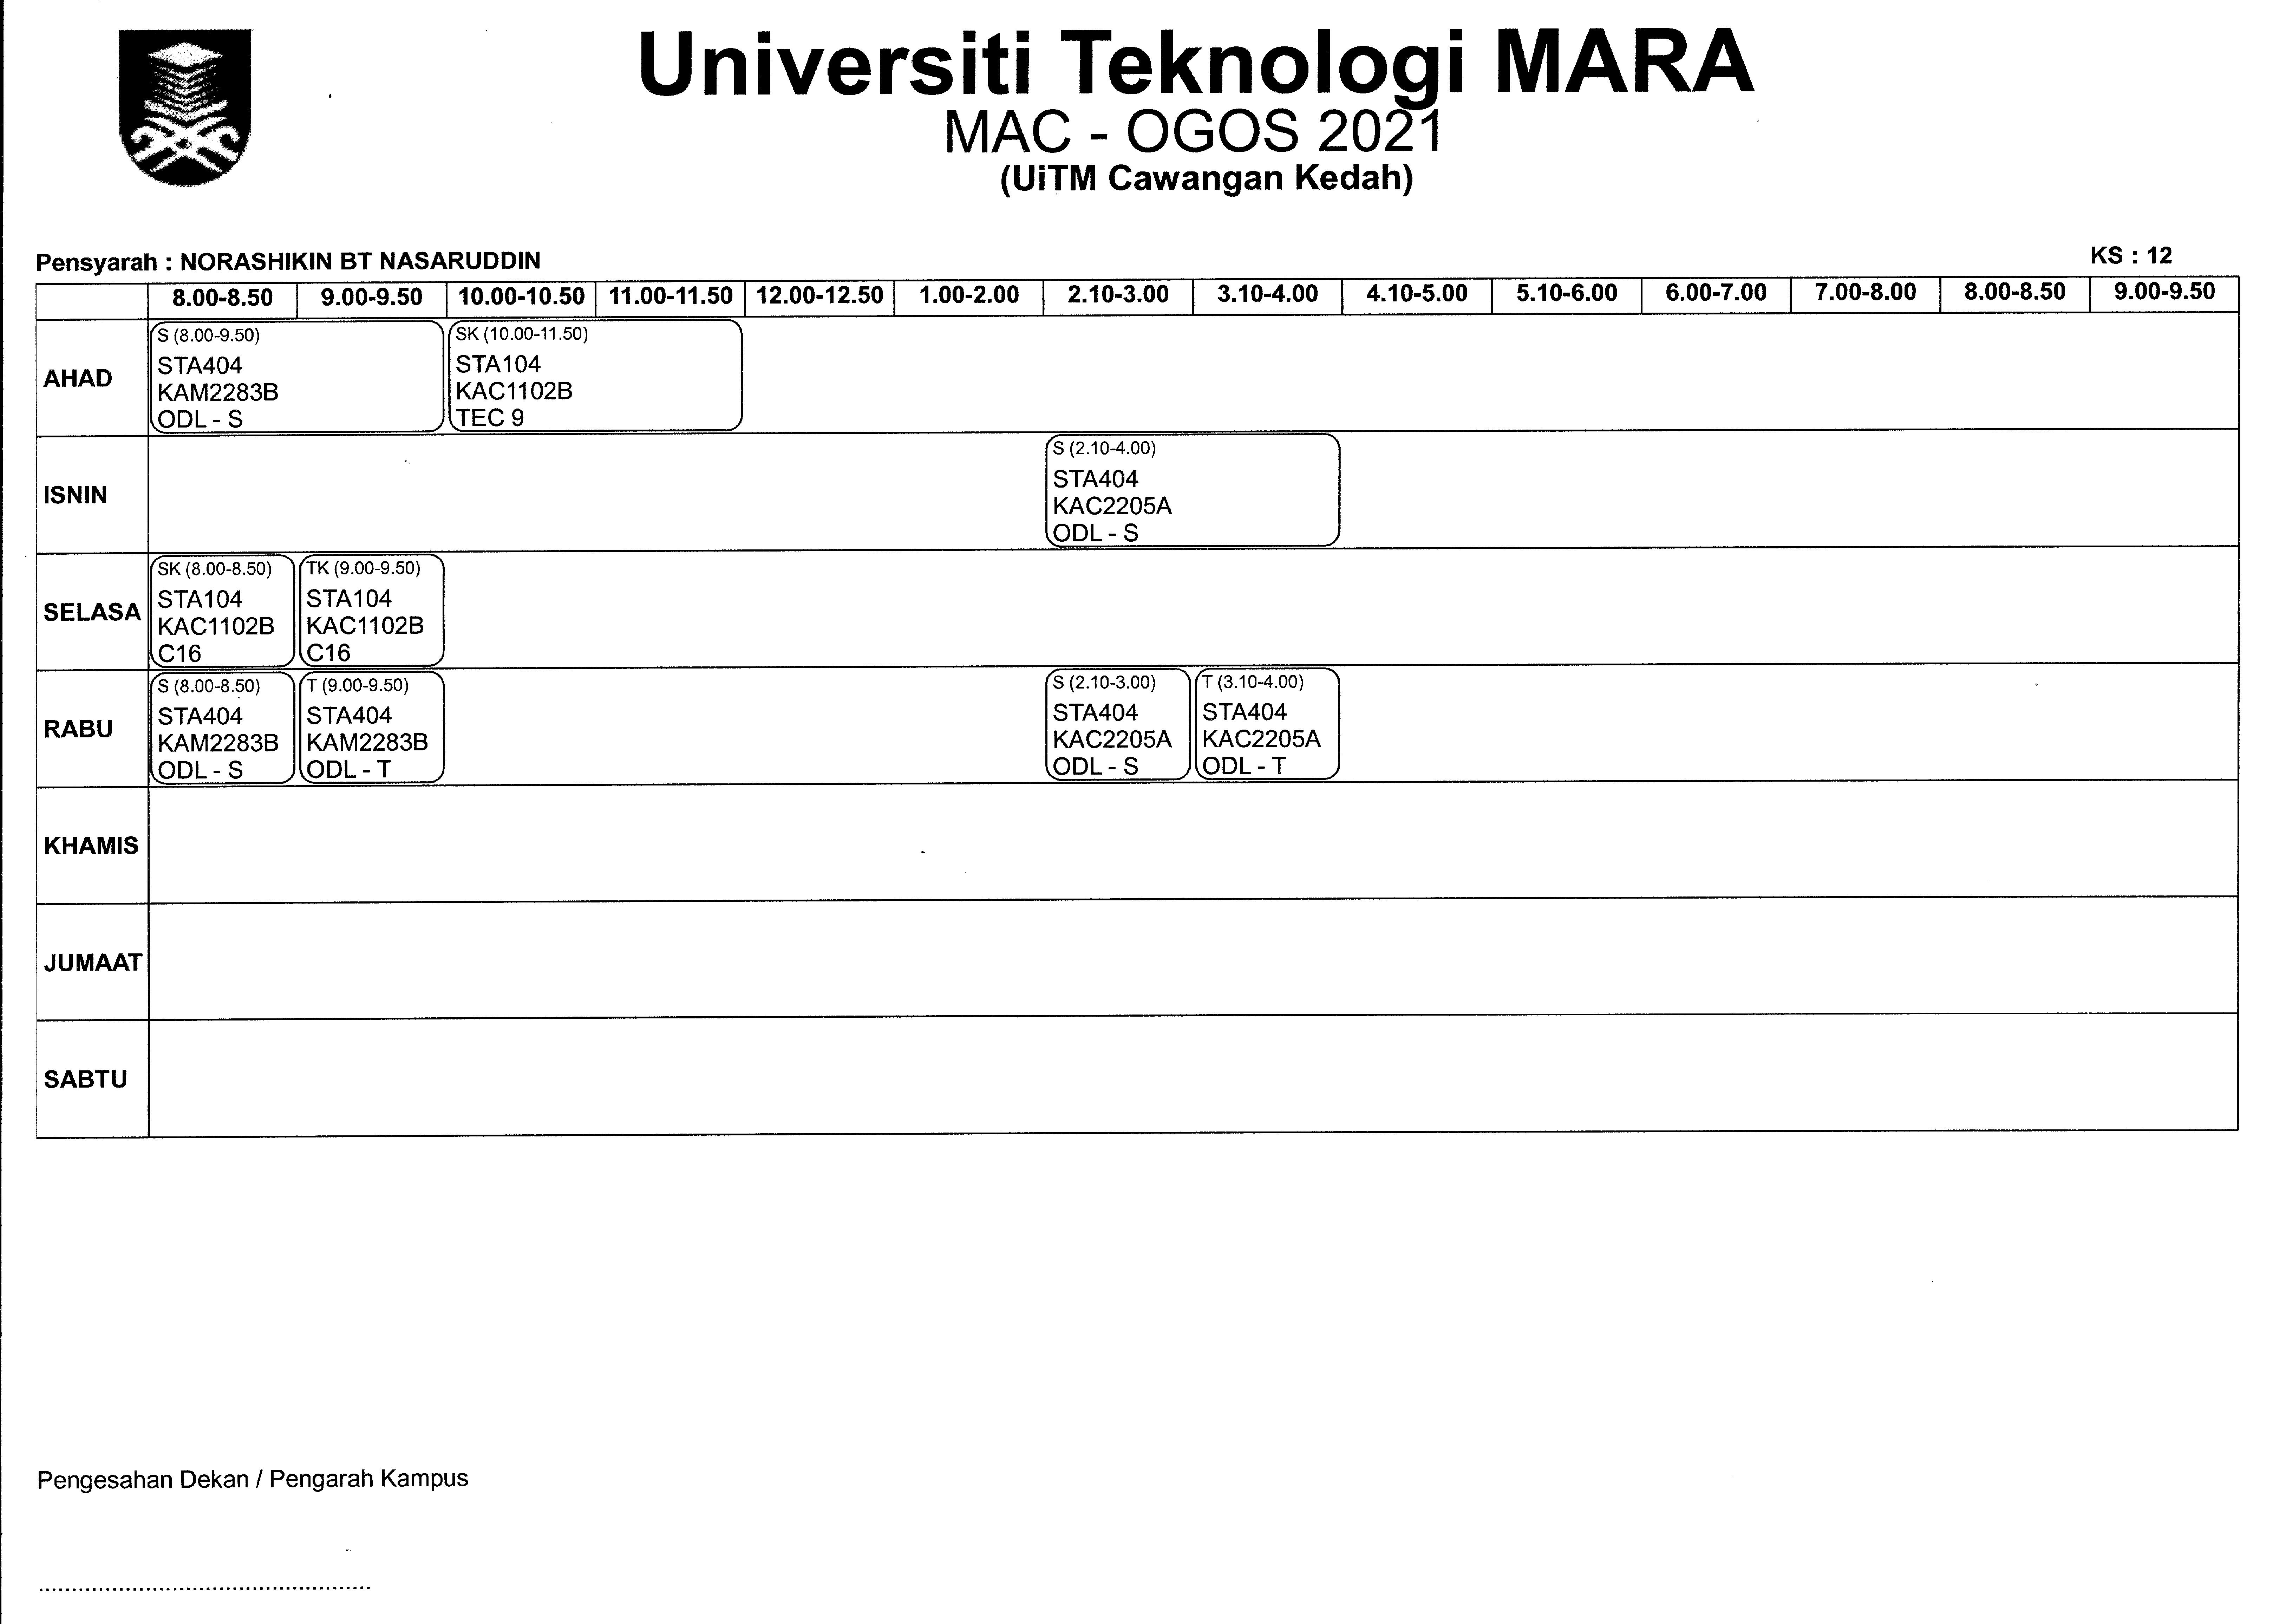 Universiti Teknologi MARA
MAC - OGOS 2021
(UiTM Cawangan Kedah)
Pensyarah : NORASHIKIN BT NASARUDDIN
KS : 12
8.00-8.50 9.00-9.50 10.00-10.50 11.00-11.50 12.00-12.50 1.00-2.00 2.10-3.00 3.10-4.00 4.10-5.00 5.10-6.00 6.00-7.00 7.00-8.00 8.00-8.50 9.00-9.50
AHAD
S (8.00-9.50)
STA404
KAM2283B
ODL - S
SK (10.00-11.50)
STA104
KAC1102B
TEC 9
ISNIN
S (2.10-4.00)
STA404
KAC2205A
ODL - S
SELASA
SK (8.00-8.50)
STA104
KAC1102B
C16
TK (9.00-9.50)
STA104
KAC1102B
C16
RABU
S (8.00-8.50)
STA404
KAM2283B
ODL - S
T (9.00-9.50)
STA404
KAM2283B
ODL - T
S (2.10-3.00)
STA404
KAC2205A
ODL - S
T (3.10-4.00)
STA404
KAC2205A
ODL - T
KHAMIS
JUMAAT
SABTU
Pengesahan Dekan / Pengarah Kampus
..................................................